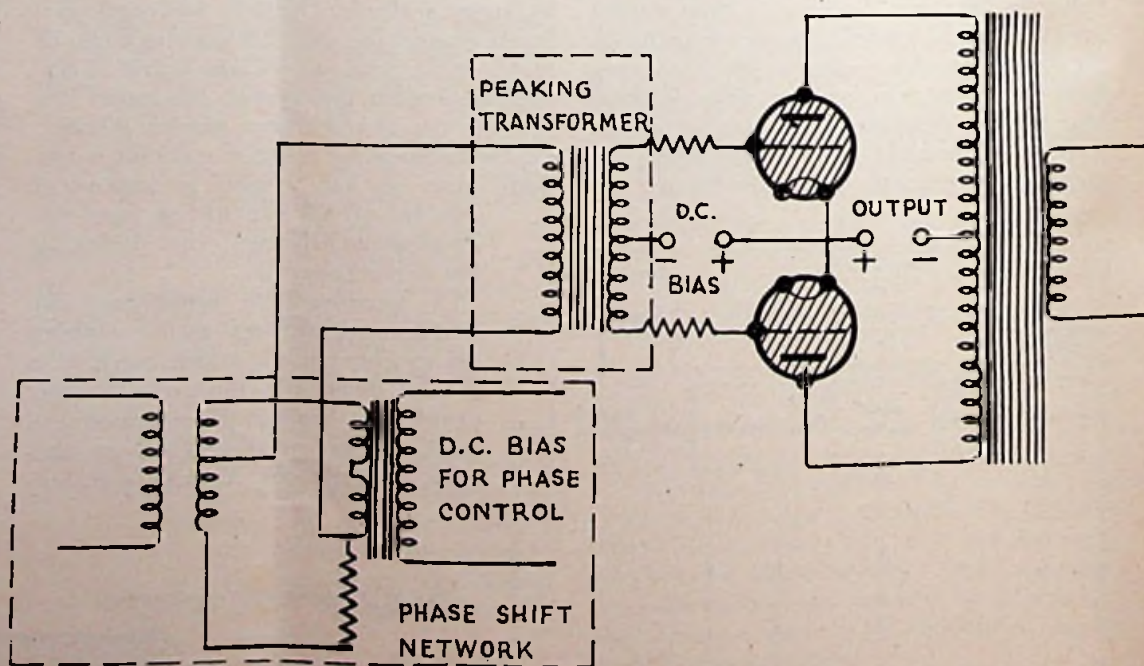 PEAKING
TRANSFORMER
D.C.
- +
BIAS
OUTPUT
+ -
D.C. BIAS
FOR PHASE
CONTROL
PHASE SHIFT
NETWORK